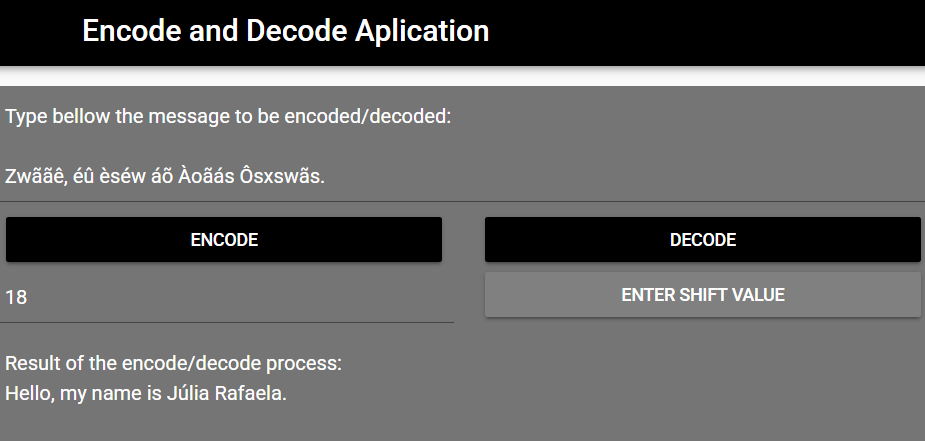 Encode and Decode Aplication
Type bellow the message to be encoded/decoded:
Zwããê, éû èséw áõ Àoãás Ôsxswãs.
ENCODE
DECODE
18
ENTER SHIFT VALUE
Result of the encode/decode process:
Hello, my name is Júlia Rafaela.